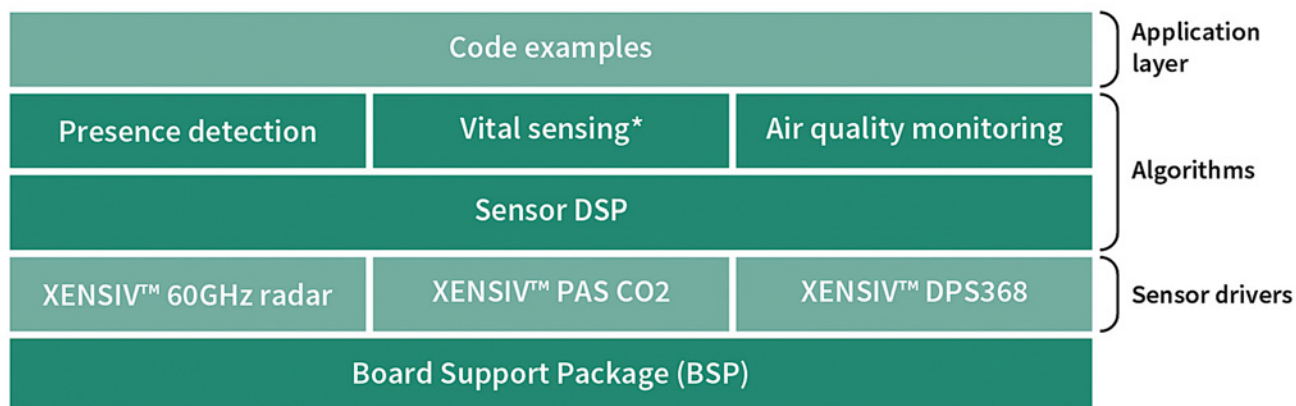 Code examples
Application
layer
Presence detection
Vital sensing*
Air quality monitoring
Algorithms
Sensor DSP
XENSIV™ 60GHz radar
XENSIV™ PAS CO2
XENSIV™ DPS368
Sensor drivers
Board Support Package (BSP)